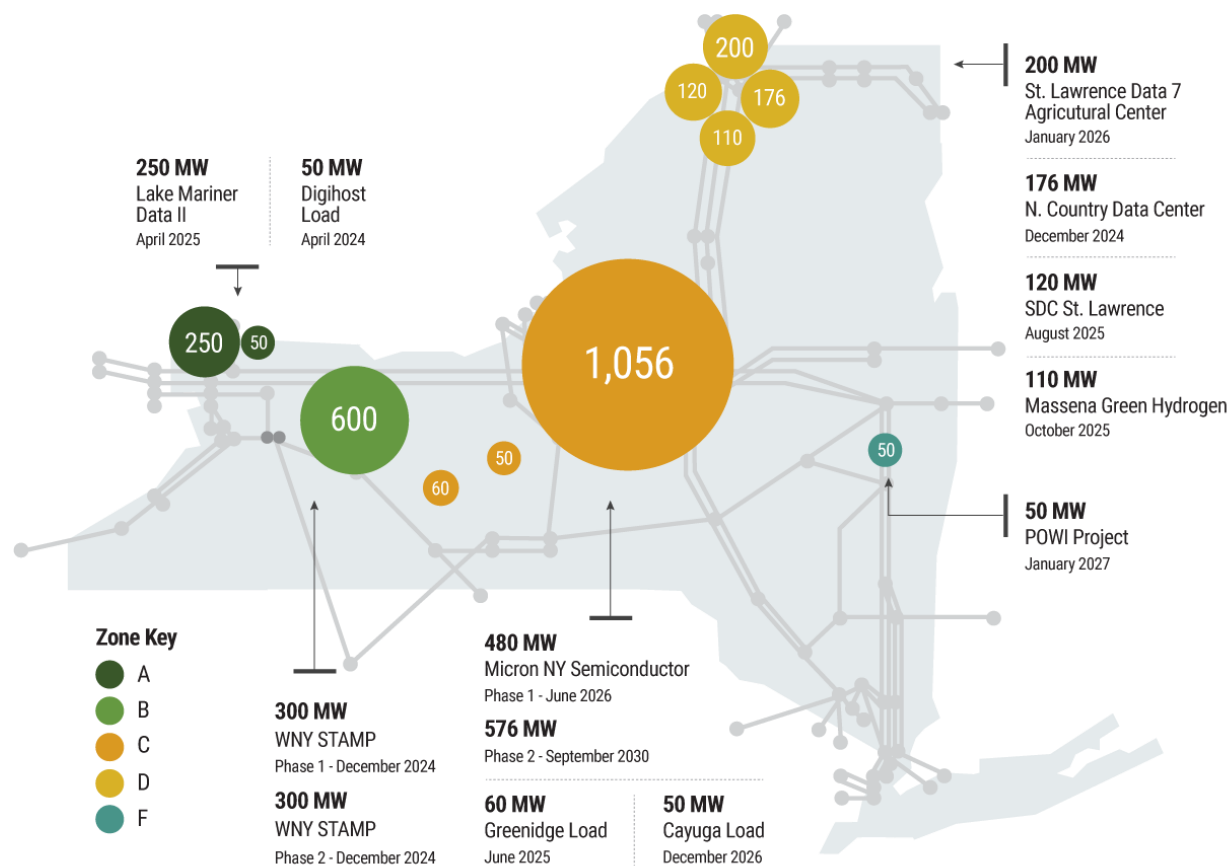 200
120
176
110
200 MW
St. Lawrence Data 7
Agricutural Center
January 2026
176 MW
N. Country Data Center
December 2024
120 MW
SDC St. Lawrence
August 2025
110 MW
Massena Green Hydrogen
October 2025
250 MW
Lake Mariner
Data II
April 2025
50 MW
Digihost
Load
April 2024
250
50
600
1,056
50
60
50
50 MW
POWI Project
January 2027
Zone Key
A
B
C
D
F
300 MW
WNY STAMP
Phase 1 - December 2024
300 MW
WNY STAMP
Phase 2 - December 2024
480 MW
Micron NY Semiconductor
Phase 1 - June 2026
576 MW
Phase 2 - September 2030
60 MW
Greenidge Load
June 2025
50 MW
Cayuga Load
December 2026